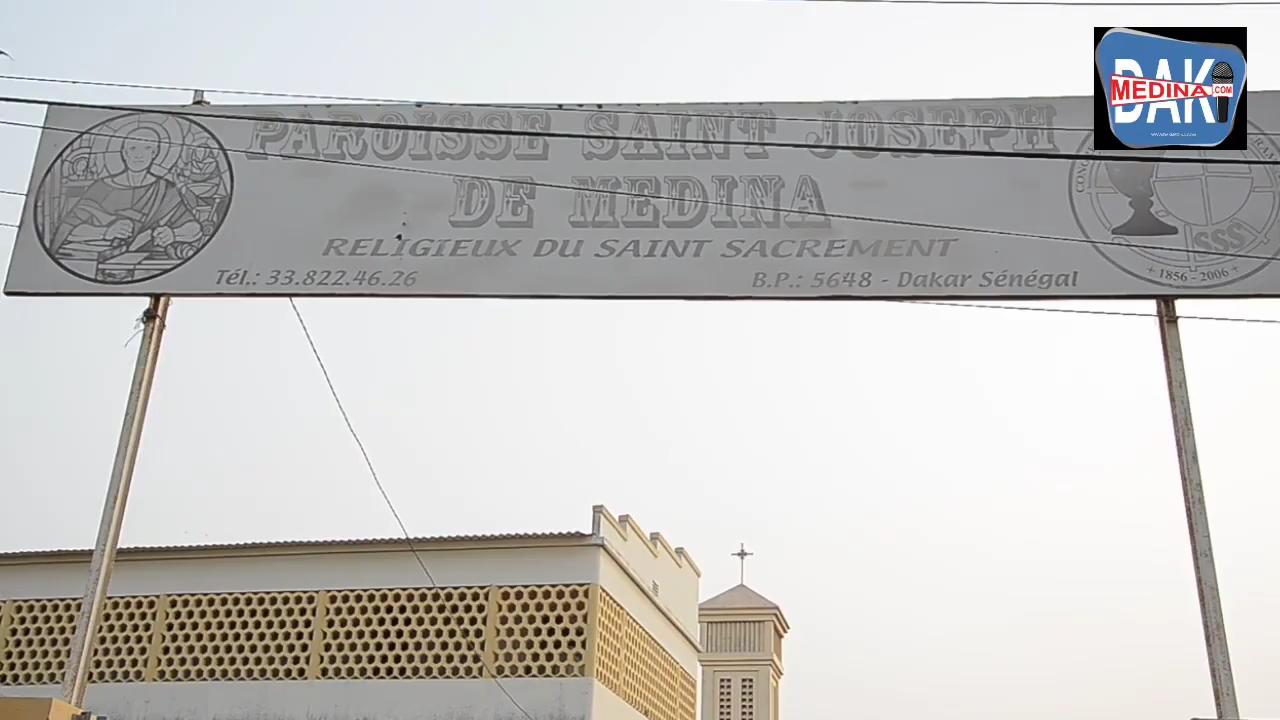 PAROISSE SAINT JOSEPH
DE MEDINA
RELIGIEUX DU SAINT SACREMENT
Tél.: 33.822.46.26
B.P.: 5648 - Dakar Sénégal
SSS
+ 1856 - 2006 +
DAK
MEDINA.COM